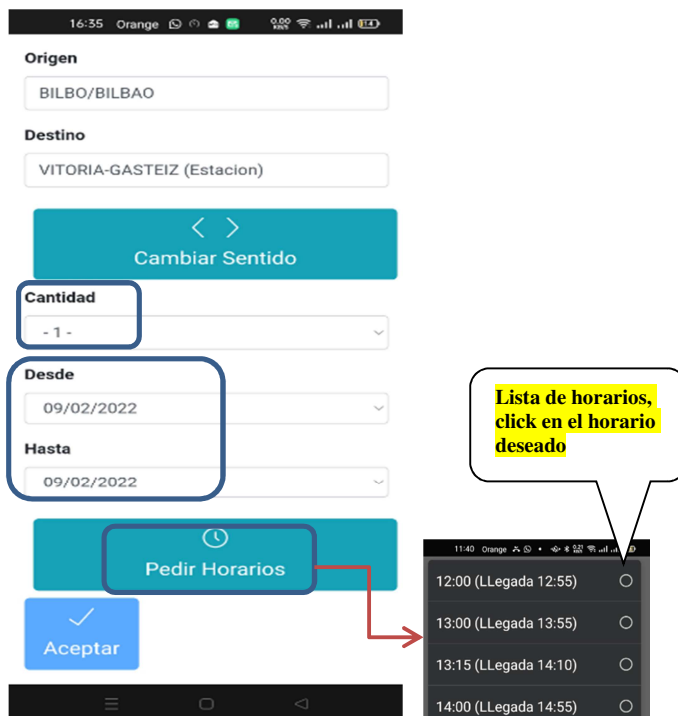 16:35 Orange
Origen
BILBO/BILBAO
Destino
VITORIA-GASTEIZ (Estacion)
Cambiar Sentido
Cantidad
- 1 -
Desde
09/02/2022
Hasta
09/02/2022
Pedir Horarios
Aceptar
Lista de horarios,
click en el horario
deseado
11:40 Orange
12:00 (LLegada 12:55)
13:00 (LLegada 13:55)
13:15 (LLegada 14:10)
14:00 (LLegada 14:55)